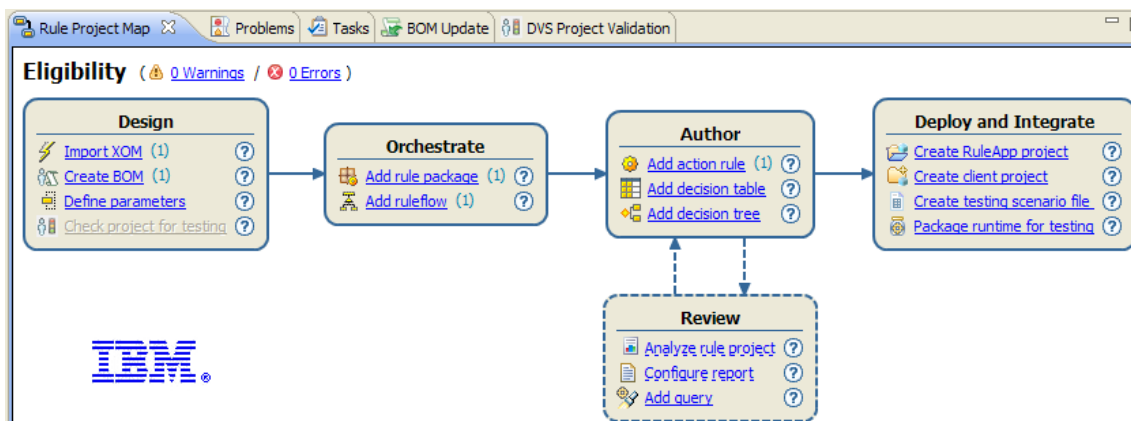 Rule Project Map Problems Tasks BOM Update DVS Project Validation
Eligibility ( 0 Warnings / 0 Errors )
Design
Import XOM (1) ?
Create BOM (1) ?
Define parameters ?
Check project for testing ?
Orchestrate
Add rule package (1) ?
Add ruleflow (1) ?
Author
Add action rule (1) ?
Add decision table ?
Add decision tree ?
Deploy and Integrate
Create RuleApp project ?
Create client project ?
Create testing scenario file ?
Package runtime for testing ?
Review
Analyze rule project ?
Configure report ?
Add query ?
IBM®